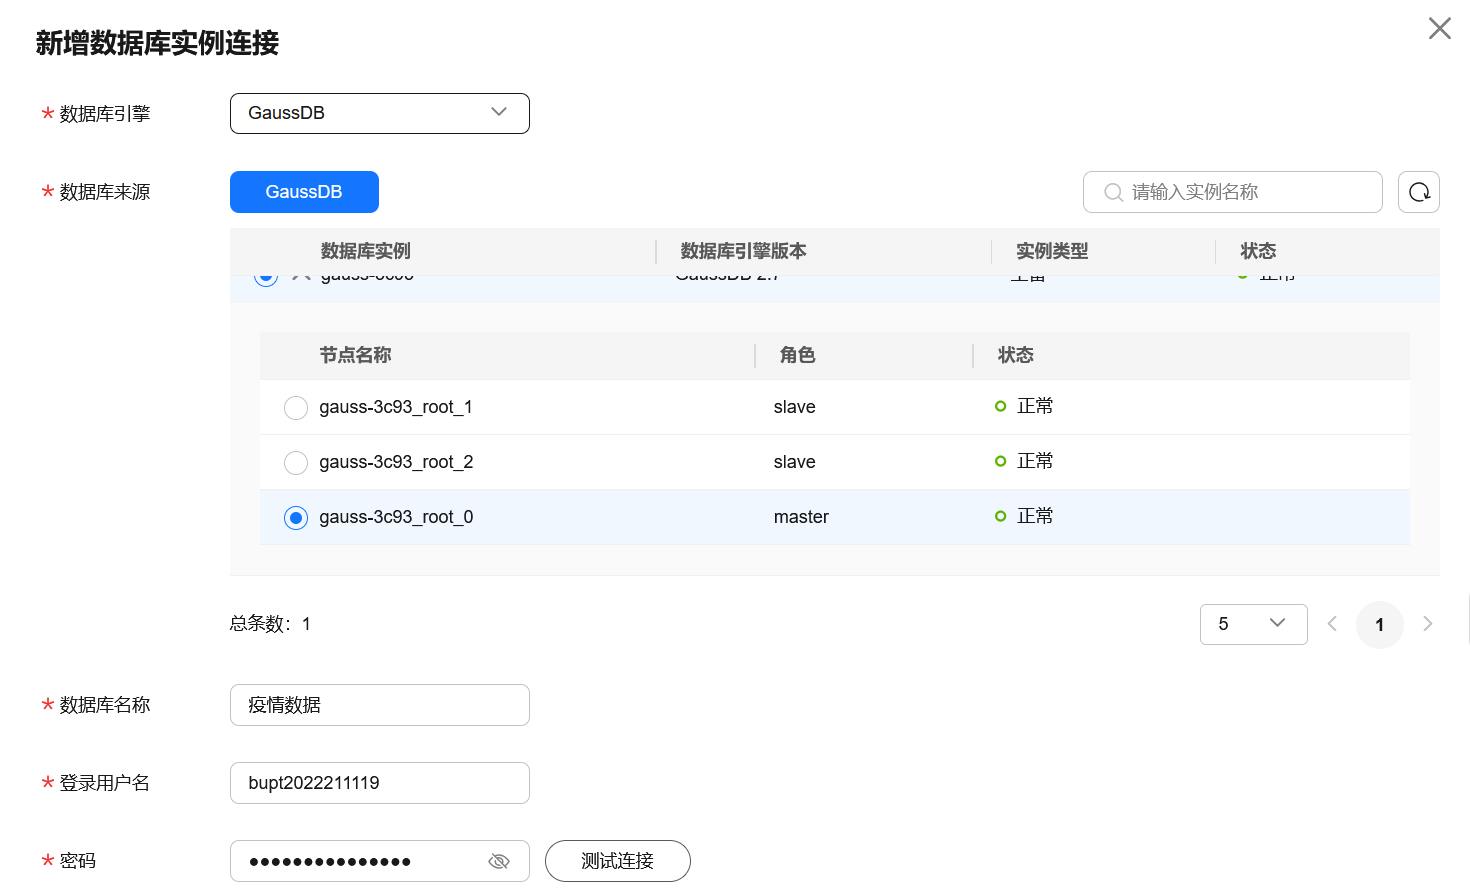 新增数据库实例连接
* 数据库引擎 GaussDB
* 数据库来源 GaussDB 请输入实例名称
数据库实例 数据库引擎版本 实例类型 状态
节点名称 角色 状态
gauss-3c93_root_1 slave 正常
gauss-3c93_root_2 slave 正常
gauss-3c93_root_0 master 正常
总条数：1 5 1
* 数据库名称 疫情数据
* 登录用户名 bupt2022211119
* 密码 ●●●●●●●●●●●●●●● 测试连接